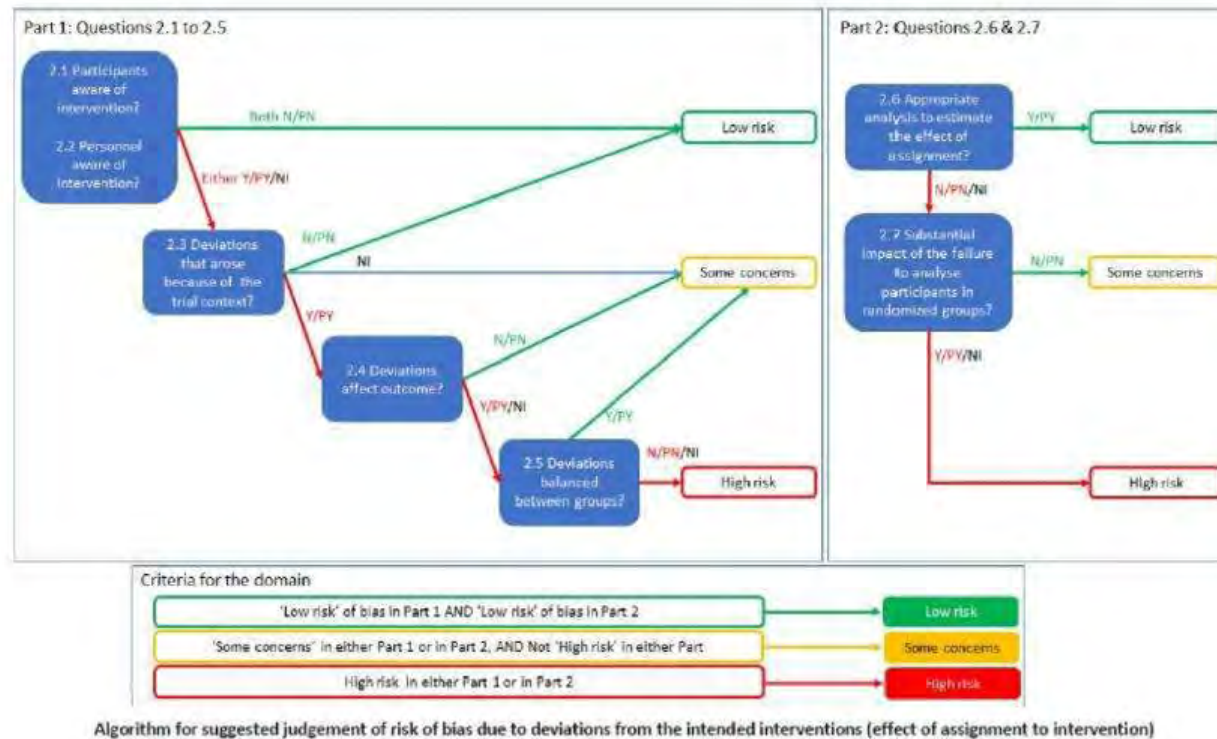 Part 1: Questions 2.1 to 2.5
2.1 Participants
aware of
intervention?
2.2 Personnel
aware of
intervention?
Both N/PN
Low risk
Either Y/PY/NI
2.3 Deviations
that arose
because of the
trial context?
N/PN
NI
Some concerns
Y/PY
2.4 Deviations
affect outcome?
N/PN
Y/PY/NI
Y/PY
2.5 Deviations
balanced
between groups?
N/PN/NI
High risk
Part 2: Questions 2.6 & 2.7
2.6 Appropriate
analysis to estimate
the effect of
assignment?
Y/PY
Low risk
N/PN/NI
2.7 Substantial
impact of the failure
to analyse
participants in
randomized groups?
N/PN
Some concerns
Y/PY/NI
High risk
Criteria for the domain
'Low risk' of bias in Part 1 AND 'Low risk' of bias in Part 2
Low risk
'Some concerns' in either Part 1 or in Part 2, AND Not 'High risk' in either Part
Some concerns
High risk in either Part 1 or in Part 2
High risk
Algorithm for suggested judgement of risk of bias due to deviations from the intended interventions (effect of assignment to intervention)